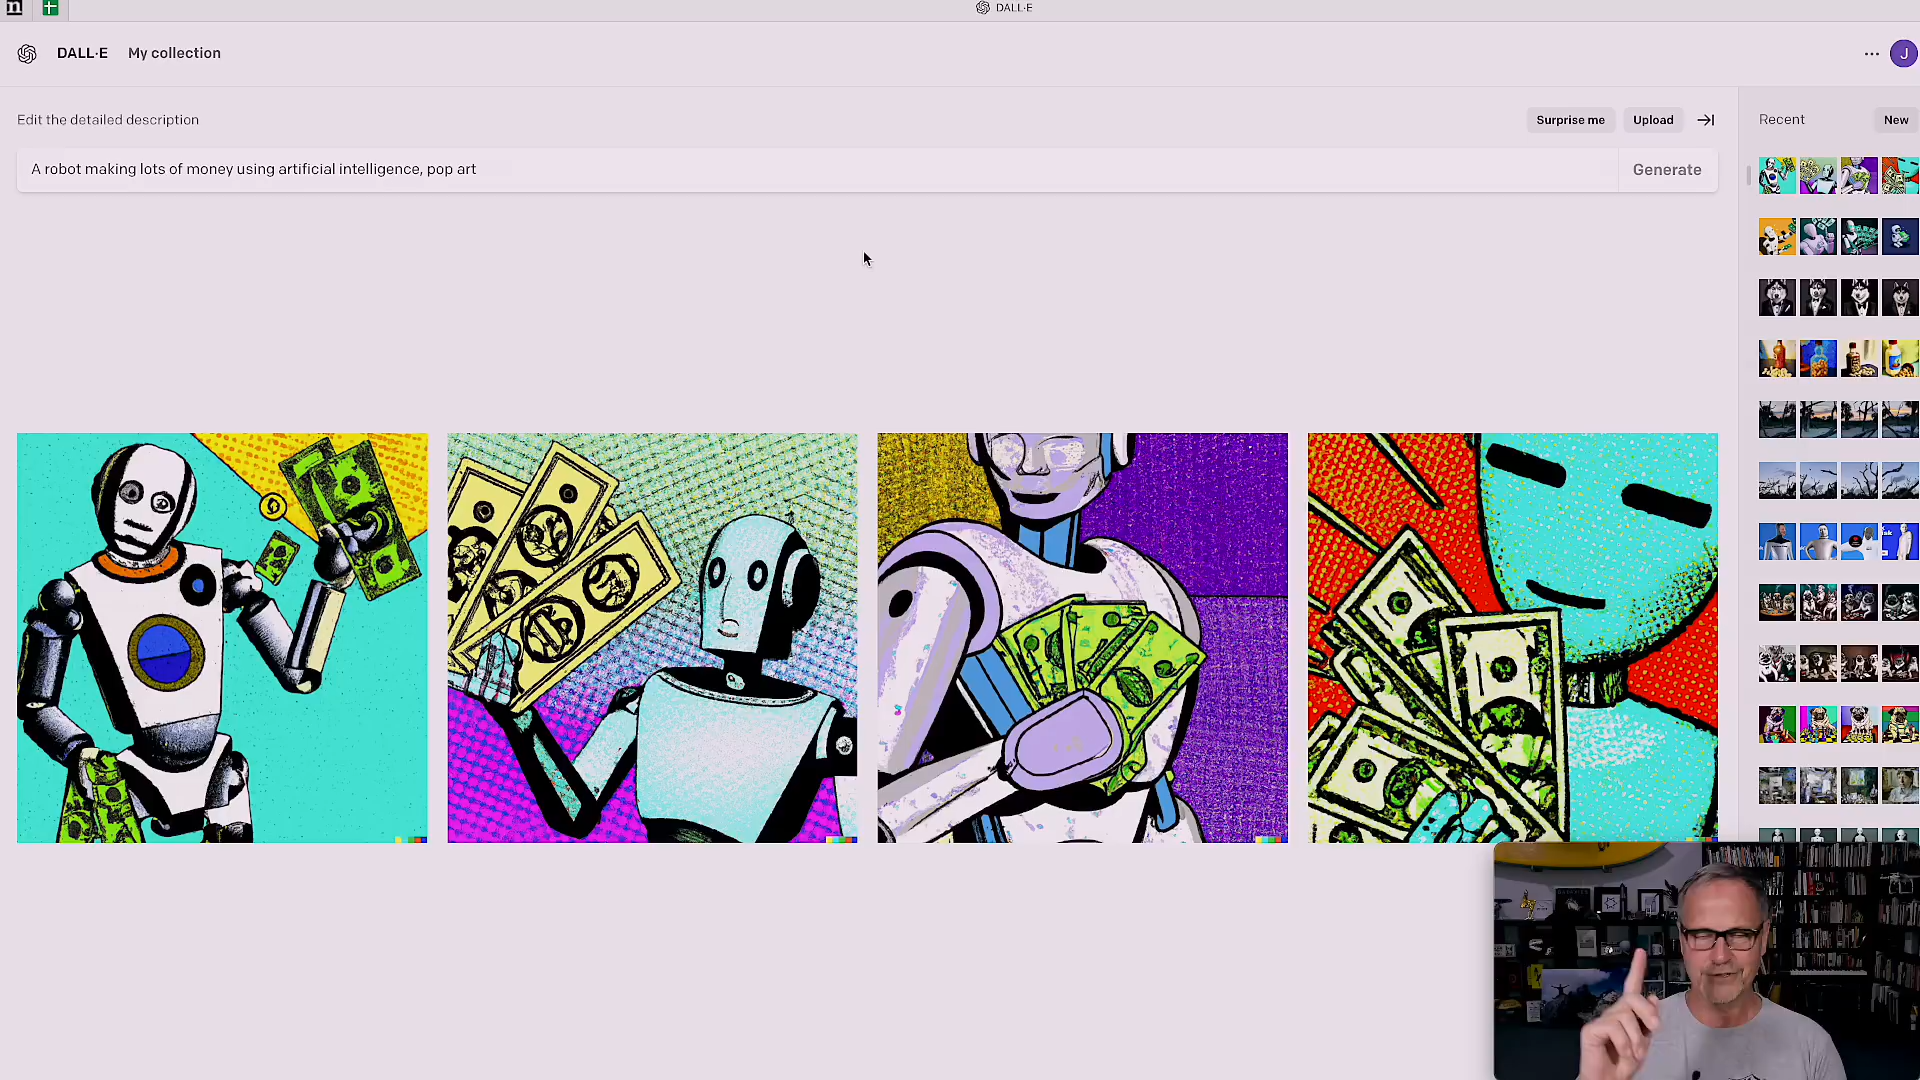 DALL·E
DALL·E
My collection
J
Edit the detailed description
Surprise me
Upload
Recent
New
A robot making lots of money using artificial intelligence, pop art
Generate